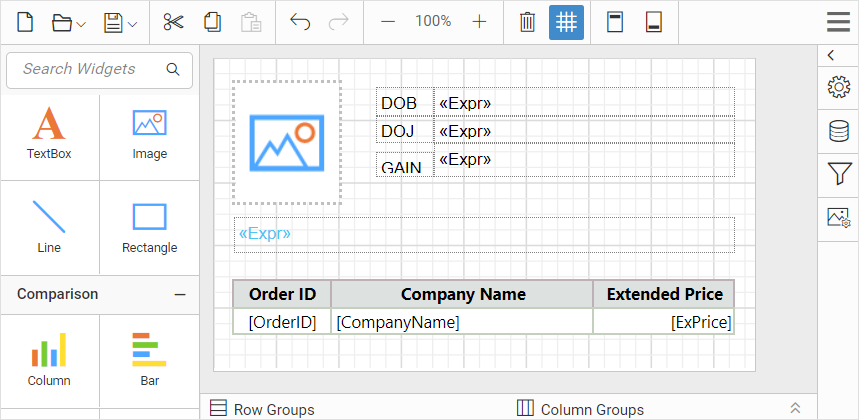 100%
Search Widgets
TextBox
Image
Line
Rectangle
Comparison
Column
Bar
DOB «Expr»
DOJ «Expr»
GAIN «Expr»
«Expr»
Order ID Company Name Extended Price
[OrderID] [CompanyName] [ExPrice]
Row Groups
Column Groups